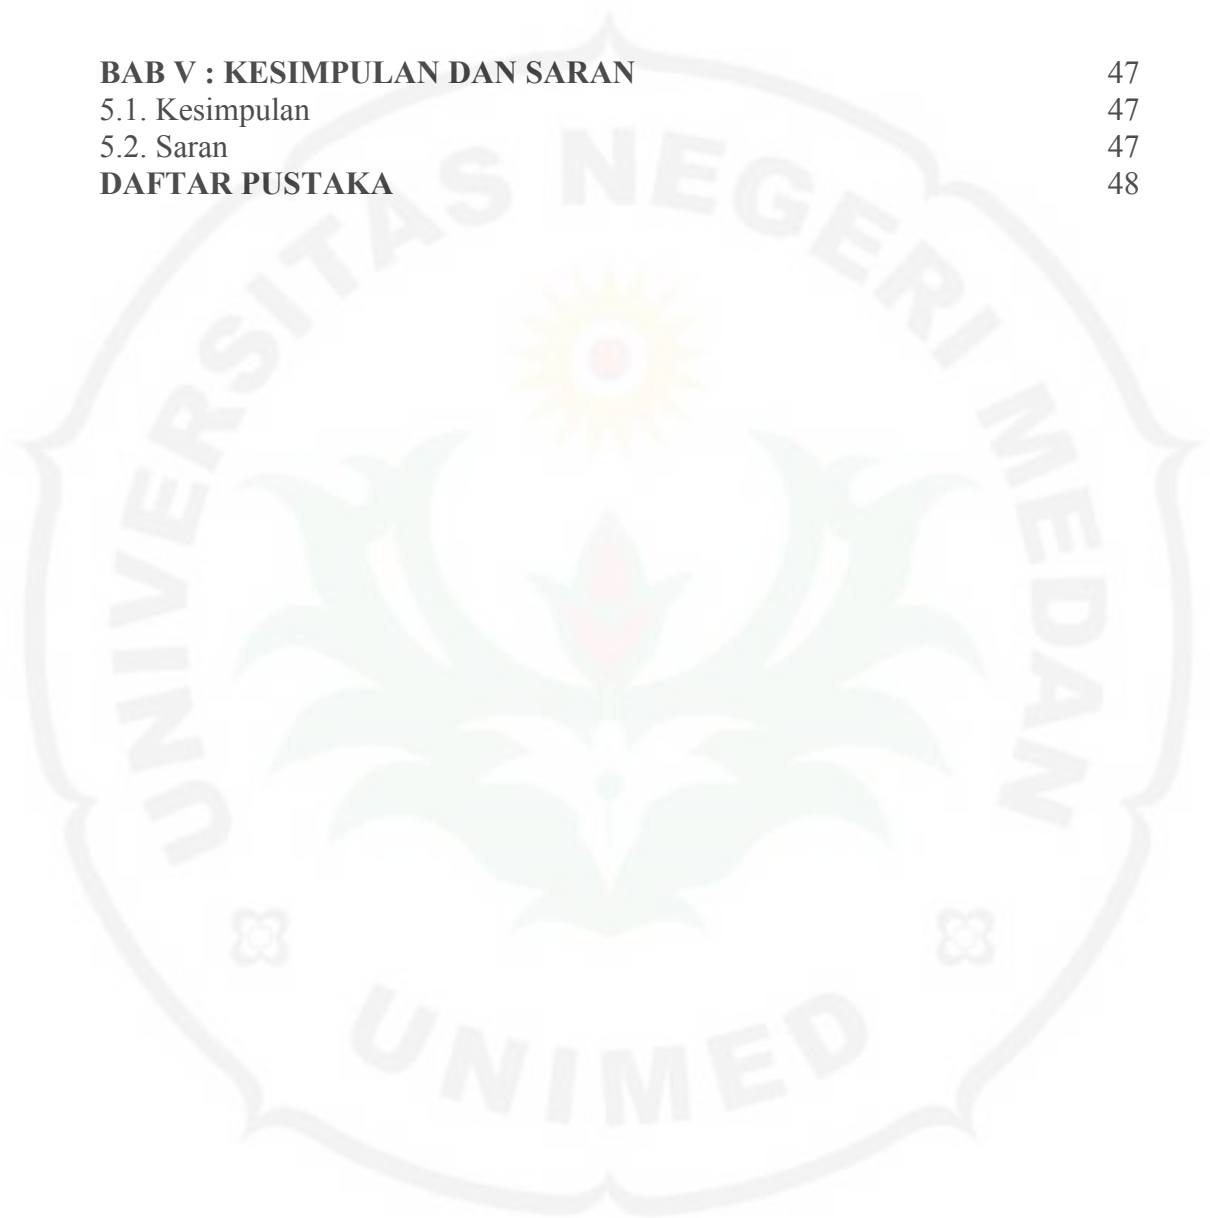 BAB V : KESIMPULAN DAN SARAN 47
5.1. Kesimpulan 47
5.2. Saran 47
DAFTAR PUSTAKA 48
UNIVERSITAS NEGERI MEDAN
UNIMED